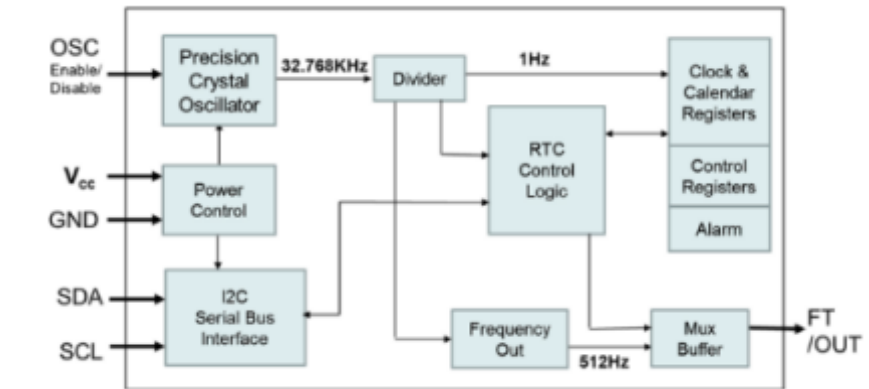 OSC
Enable/
Disable
Precision
Crystal
Oscillator
32.768KHz
Divider
1Hz
Clock &
Calendar
Registers
RTC
Control
Logic
Control
Registers
Alarm
Vcc
GND
Power
Control
SDA
SCL
I2C
Serial Bus
Interface
Frequency
Out
512Hz
Mux
Buffer
FT
/OUT